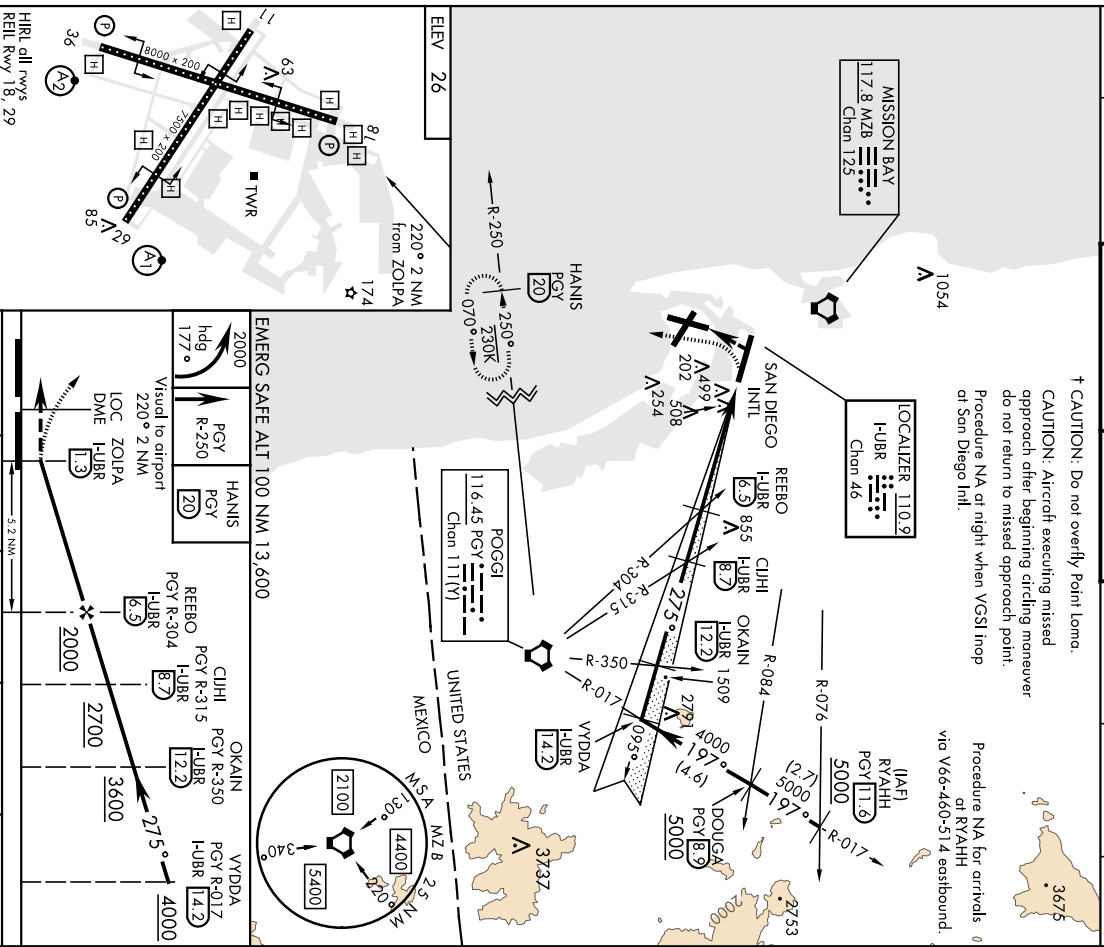 † CAUTION: Do not overfly Point Loma.
CAUTION: Aircraft executing missed
approach after beginning circling maneuver
do not return to missed approach point.
Procedure NA at night when VGSI inop
at San Diego Intl.
Procedure NA for arrivals
at RYAHH
via V66-460-514 eastbound.
3675
1054
MISSION BAY
117.8 MZB
Chan 125
LOCALIZER 110.9
I-UBR
Chan 46
(IAF)
RYAHH
PGY 11.6
5000
R-076
R-084
R-017
197°
5000
(2.7)
DOUGA
PGY 8.9
5000
197°
4000
(4.6)
2753
2000
2791
1509
VYDDA
I-UBR
14.2
095°
SAN DIEGO
INTL
499
508
202
254
REEBO
I-UBR
6.5
855
CIJHI
I-UBR
8.7
275°
OKAIN
I-UBR
12.2
R-304
R-315
R-350
R-017
HANIS
PGY
20
R-250
250°
230K
070°
POGGI
116.45 PGY
Chan 111(Y)
UNITED STATES
MEXICO
3737
MSA MZB 25 NM
2100
4400
5400
130°
220°
340°
ELEV 26
220° 2 NM
from ZOLPA
174
TWR
11
18
29
36
63
85
8000 x 200
7500 x 200
H
H
H
H
H
H
H
H
H
H
H
P
P
P
A2
A1
HIRL all rwys
REIL Rwy 18, 29
EMERG SAFE ALT 100 NM 13,600
2000
hdg
177°
PGY
R-250
HANIS
PGY
20
Visual to airport
220° 2 NM
LOC
DME
ZOLPA
I-UBR
1.3
REEBO
PGY R-304
I-UBR
6.5
CIJHI
PGY R-315
I-UBR
8.7
OKAIN
PGY R-350
I-UBR
12.2
VYDDA
PGY R-017
I-UBR
14.2
2000
2700
3600
275°
4000
5.2 NM